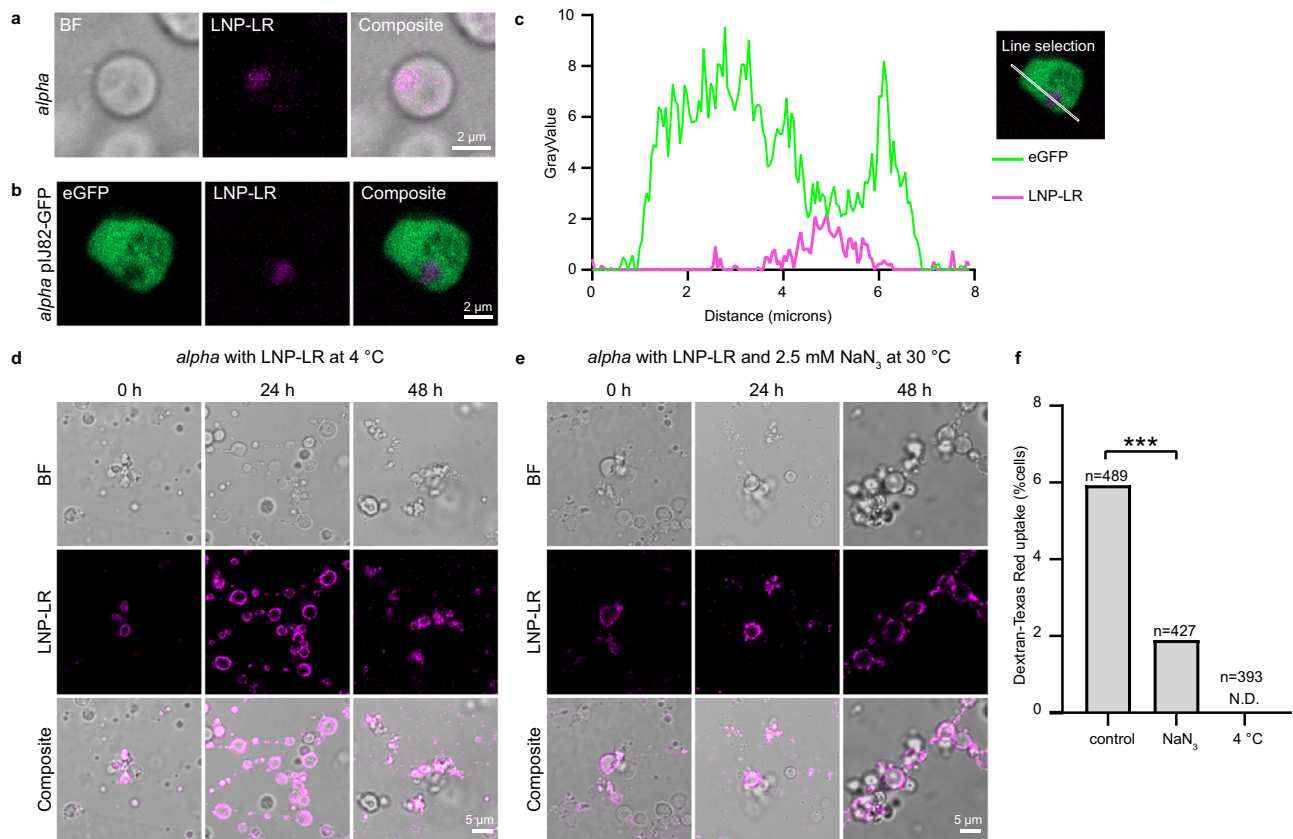 a
BF
LNP-LR
Composite
alpha
2 µm
b
eGFP
LNP-LR
Composite
alpha pIJ82-GFP
2 µm
c
10
8
6
4
2
0
GrayValue
0
2
4
6
8
Distance (microns)
Line selection
eGFP
LNP-LR
d
alpha with LNP-LR at 4 °C
0 h
24 h
48 h
BF
LNP-LR
Composite
5 µm
e
alpha with LNP-LR and 2.5 mM NaN₃ at 30 °C
0 h
24 h
48 h
BF
LNP-LR
Composite
5 µm
f
8
6
4
2
0
Dextran-Texas Red uptake (%cells)
***
n=489
n=427
n=393
N.D.
control
NaN₃
4 °C